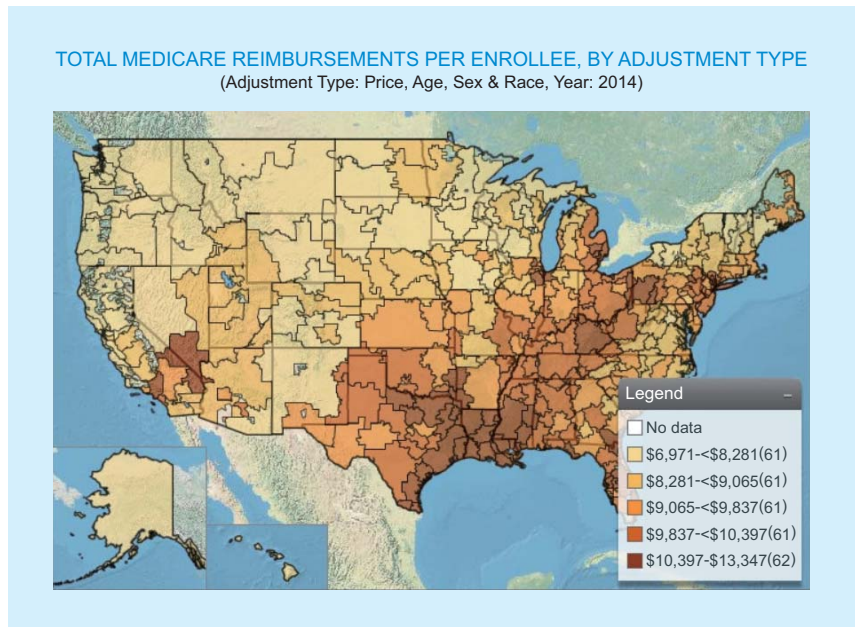 TOTAL MEDICARE REIMBURSEMENTS PER ENROLLEE, BY ADJUSTMENT TYPE
(Adjustment Type: Price, Age, Sex & Race, Year: 2014)
Legend –
No data
$6,971-<$8,281(61)
$8,281-<$9,065(61)
$9,065-<$9,837(61)
$9,837-<$10,397(61)
$10,397-$13,347(62)